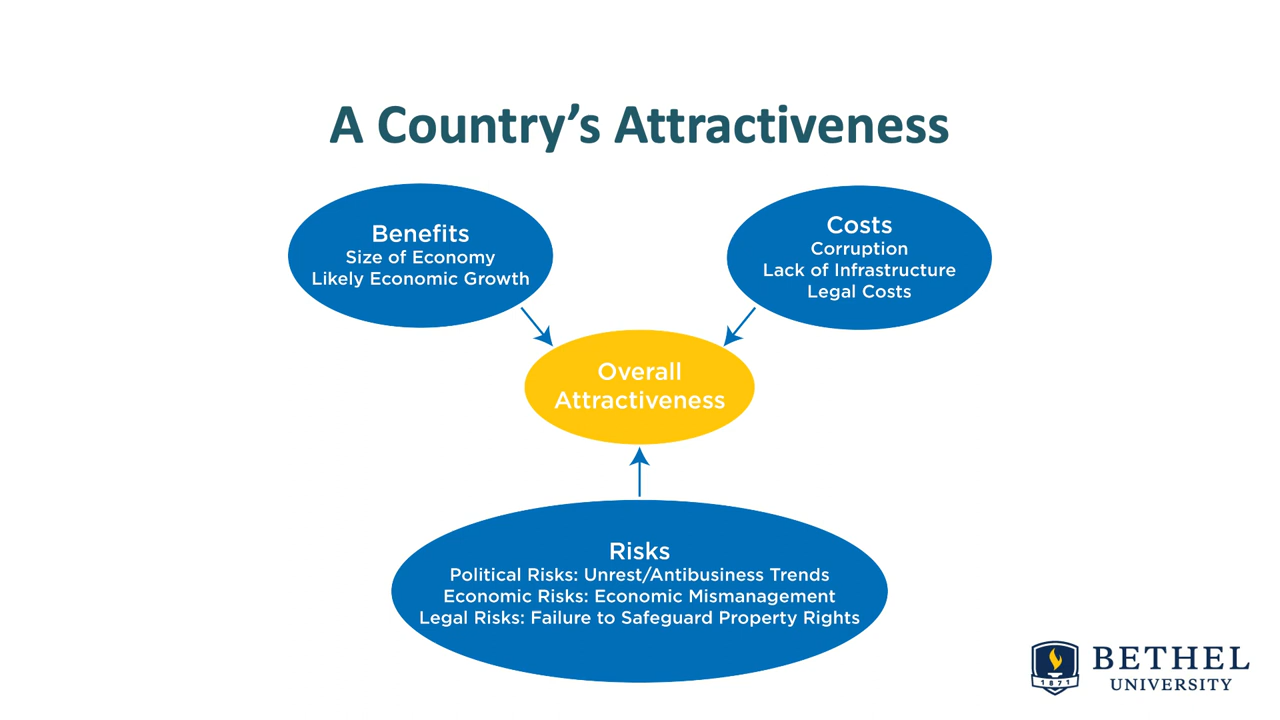 A Country's Attractiveness
Benefits
Size of Economy
Likely Economic Growth
Costs
Corruption
Lack of Infrastructure
Legal Costs
Overall
Attractiveness
Risks
Political Risks: Unrest/Antibusiness Trends
Economic Risks: Economic Mismanagement
Legal Risks: Failure to Safeguard Property Rights
1871
BETHEL
UNIVERSITY